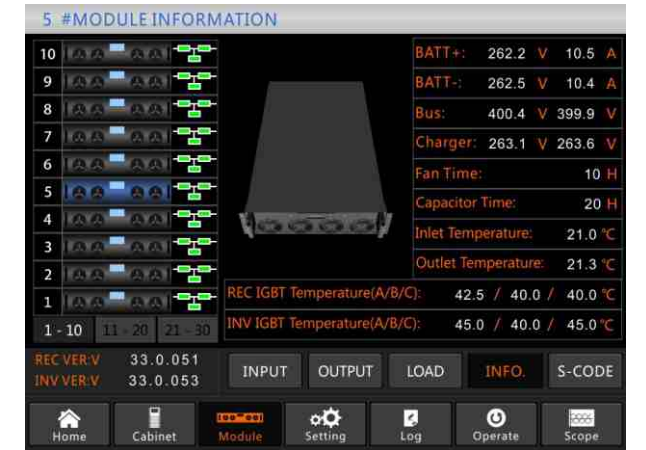 5 #MODULE INFORMATION
10
9
8
7
6
5
4
3
2
1
1 - 10 11 - 20 21 - 30
BATT+: 262.2 V 10.5 A
BATT-: 262.5 V 10.4 A
Bus: 400.4 V 399.9 V
Charger: 263.1 V 263.6 V
Fan Time: 10 H
Capacitor Time: 20 H
Inlet Temperature: 21.0 ℃
Outlet Temperature: 21.3 ℃
REC IGBT Temperature(A/B/C): 42.5 / 40.0 / 40.0 ℃
INV IGBT Temperature(A/B/C): 45.0 / 40.0 / 45.0 ℃
REC VER:V 33.0.051
INV VER:V 33.0.053
INPUT OUTPUT LOAD INFO. S-CODE
Home Cabinet Module Setting Log Operate Scope